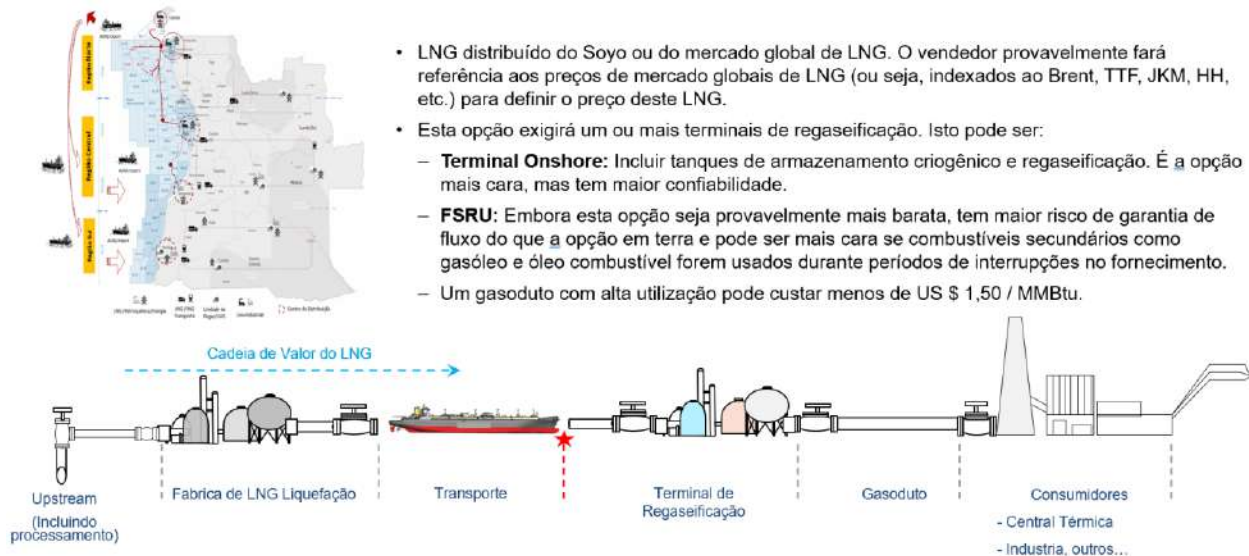 Região Norte
Região Central
Região Sul
• LNG distribuído do Soyo ou do mercado global de LNG. O vendedor provavelmente fará
referência aos preços de mercado globais de LNG (ou seja, indexados ao Brent, TTF, JKM, HH,
etc.) para definir o preço deste LNG.
• Esta opção exigirá um ou mais terminais de regaseificação. Isto pode ser:
– Terminal Onshore: Incluir tanques de armazenamento criogênico e regaseificação. É a opção
mais cara, mas tem maior confiabilidade.
– FSRU: Embora esta opção seja provavelmente mais barata, tem maior risco de garantia de
fluxo do que a opção em terra e pode ser mais cara se combustíveis secundários como
gasóleo e óleo combustível forem usados durante períodos de interrupções no fornecimento.
– Um gasoduto com alta utilização pode custar menos de US $ 1,50 / MMBtu.
Cadeia de Valor do LNG
Upstream
(Incluindo
processamento)
Fabrica de LNG Liquefação
Transporte
Terminal de
Regaseificação
Gasoduto
Consumidores
- Central Térmica
- Industria, outros...